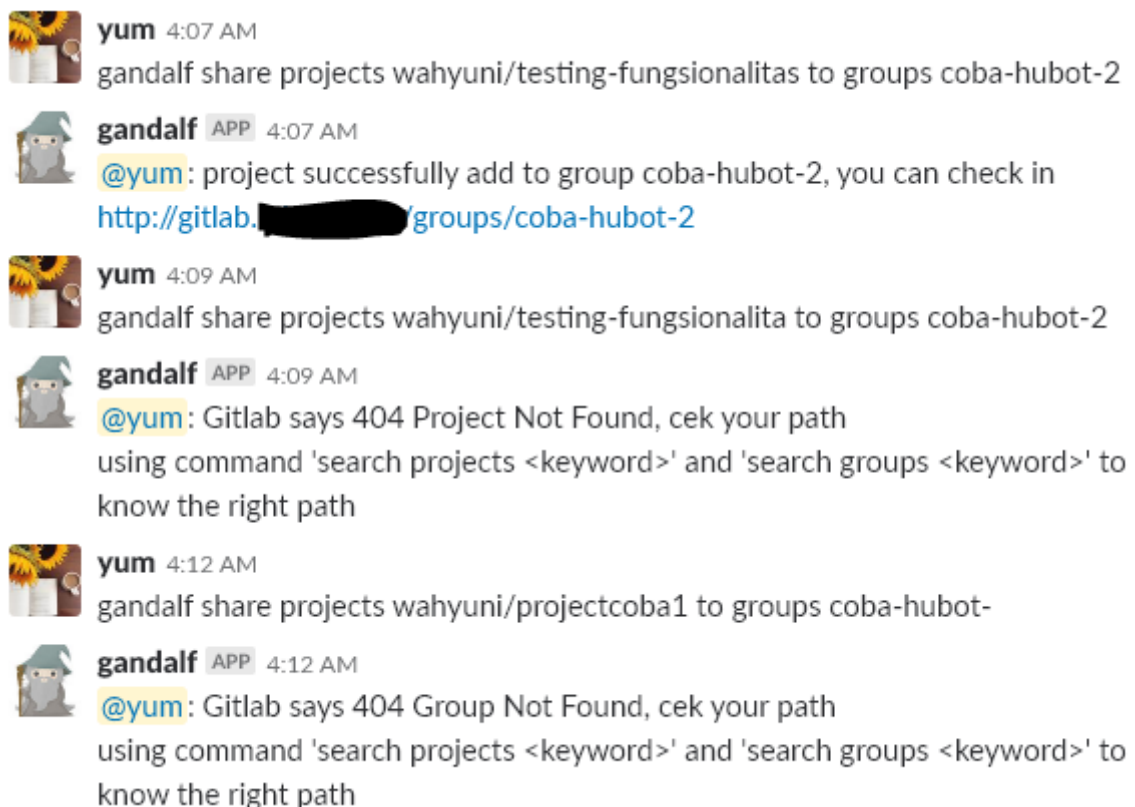 yum 4:07 AM
gandalf share projects wahyuni/testing-fungsionalitas to groups coba-hubot-2
gandalf APP 4:07 AM
@yum: project successfully add to group coba-hubot-2, you can check in
http://gitlab. /groups/coba-hubot-2
yum 4:09 AM
gandalf share projects wahyuni/testing-fungsionalita to groups coba-hubot-2
gandalf APP 4:09 AM
@yum: Gitlab says 404 Project Not Found, cek your path
using command 'search projects <keyword>' and 'search groups <keyword>' to
know the right path
yum 4:12 AM
gandalf share projects wahyuni/projectcoba1 to groups coba-hubot-
gandalf APP 4:12 AM
@yum: Gitlab says 404 Group Not Found, cek your path
using command 'search projects <keyword>' and 'search groups <keyword>' to
know the right path